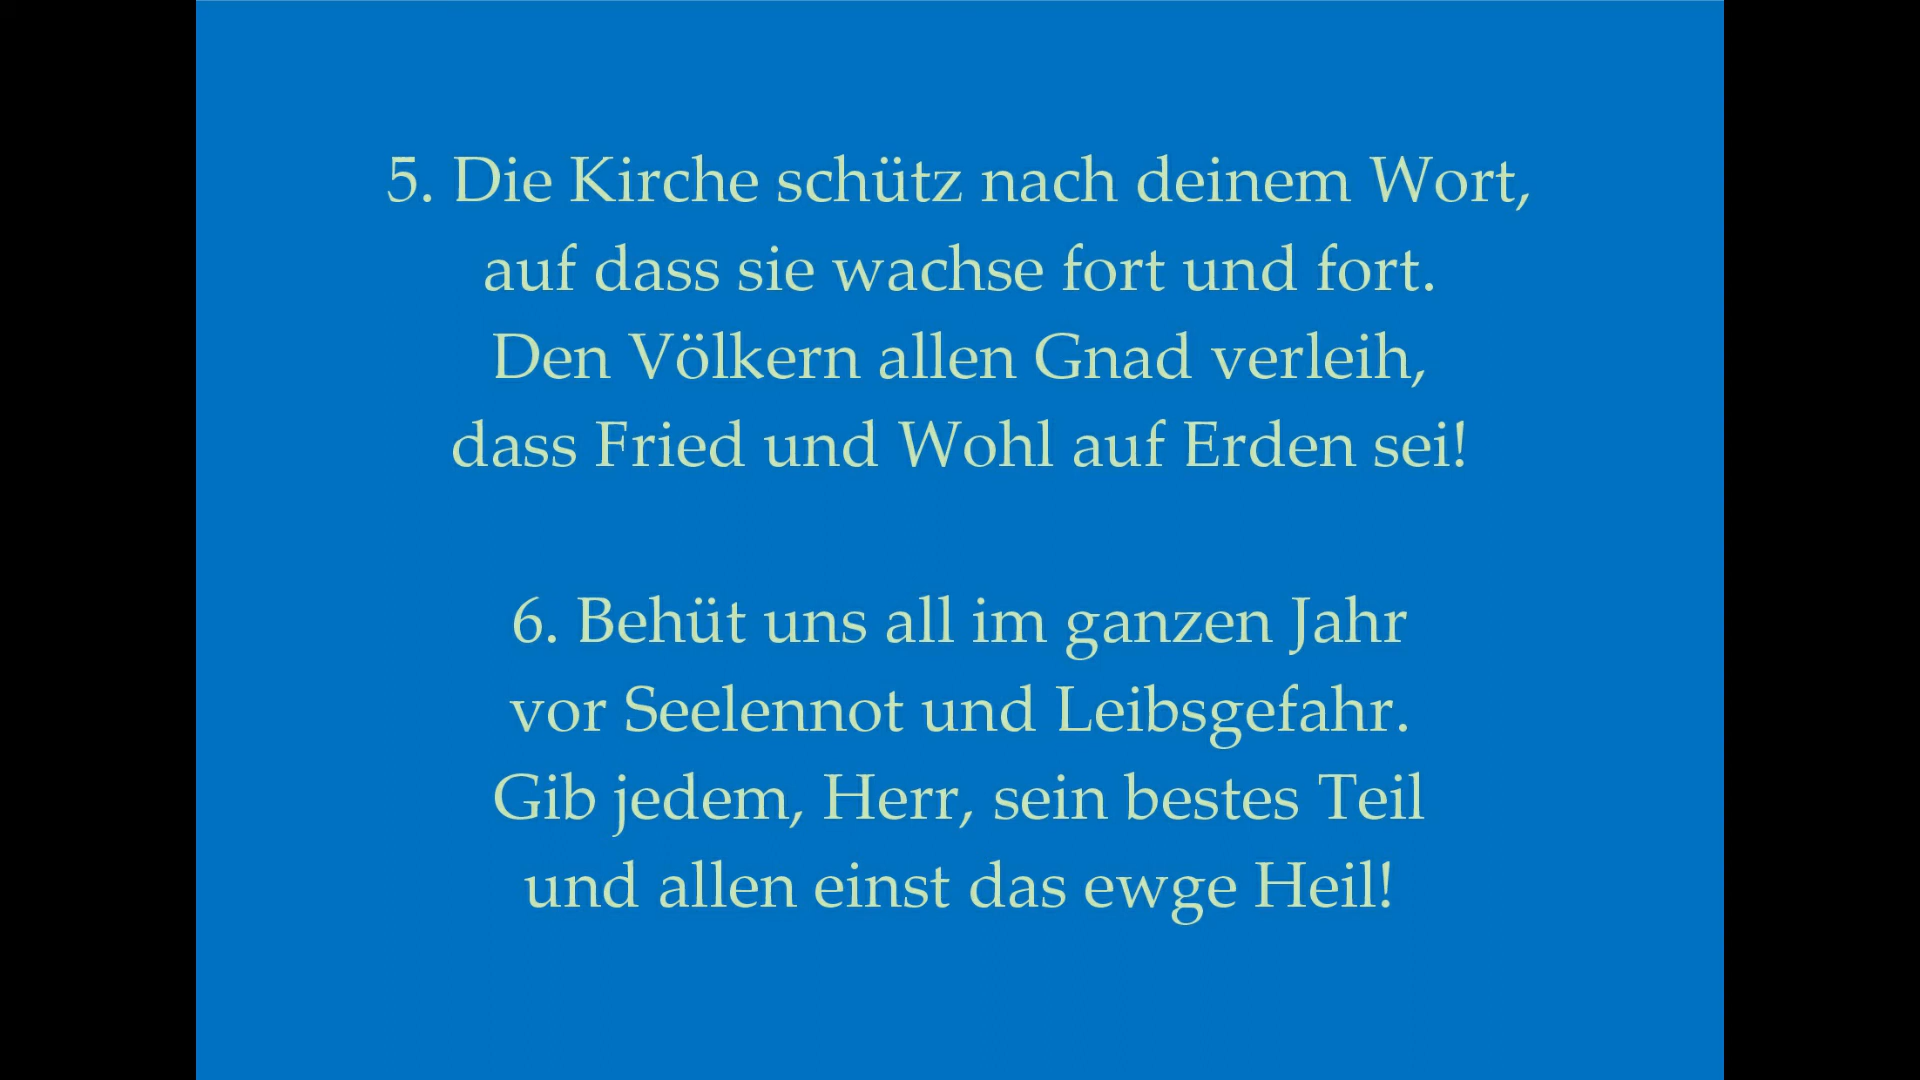 5. Die Kirche schütz nach deinem Wort,
auf dass sie wachse fort und fort.
Den Völkern allen Gnad verleih,
dass Fried und Wohl auf Erden sei!
6. Behüt uns all im ganzen Jahr
vor Seelennot und Leibsgefahr.
Gib jedem, Herr, sein bestes Teil
und allen einst das ewge Heil!